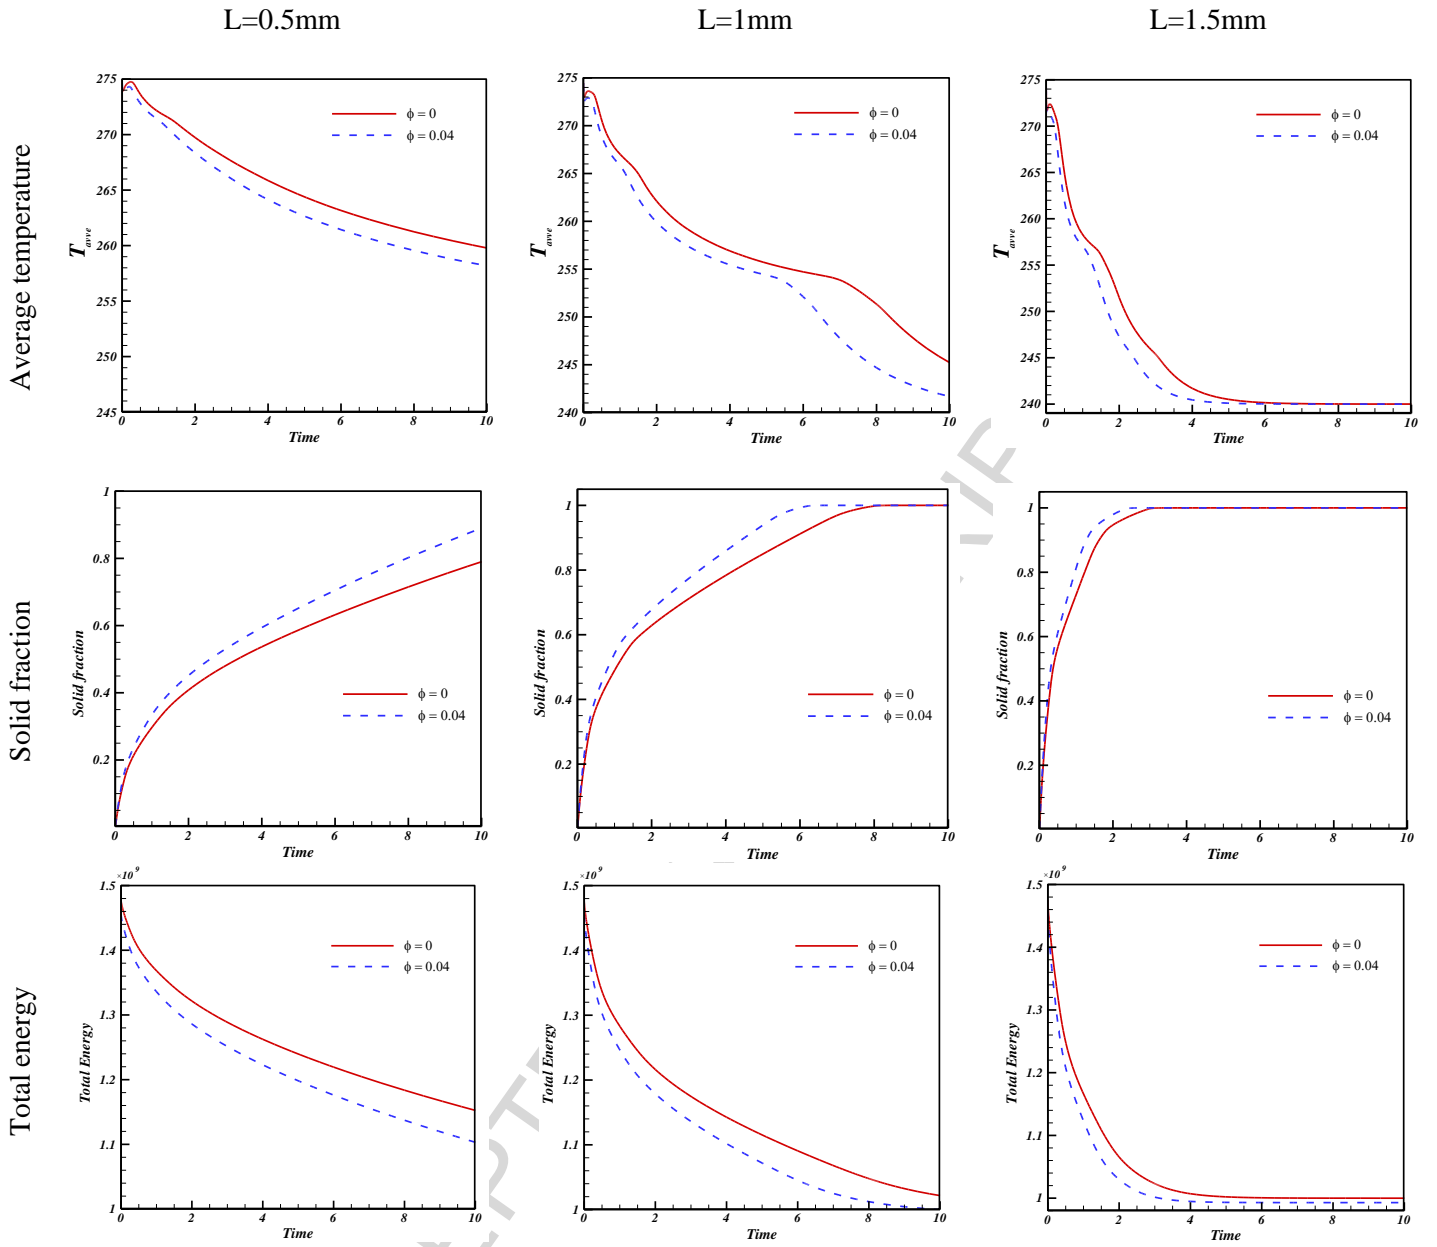 L=0.5mm L=1mm L=1.5mm
Average temperature
275
270
265
260
255
250
245
T_avve
0 2 4 6 8 10
Time
ϕ = 0
ϕ = 0.04
275
270
265
260
255
250
245
240
T_avve
0 2 4 6 8 10
Time
ϕ = 0
ϕ = 0.04
275
270
265
260
255
250
245
240
T_avve
0 2 4 6 8 10
Time
ϕ = 0
ϕ = 0.04
Solid fraction
1
0.8
0.6
0.4
0.2
Solid fraction
0 2 4 6 8 10
Time
ϕ = 0
ϕ = 0.04
1
0.8
0.6
0.4
0.2
Solid fraction
0 2 4 6 8 10
Time
ϕ = 0
ϕ = 0.04
1
0.8
0.6
0.4
0.2
Solid fraction
0 2 4 6 8 10
Time
ϕ = 0
ϕ = 0.04
Total energy
×10⁹
1.5
1.4
1.3
1.2
1.1
1
Total Energy
0 2 4 6 8 10
Time
ϕ = 0
ϕ = 0.04
×10⁹
1.5
1.4
1.3
1.2
1.1
1
Total Energy
0 2 4 6 8 10
Time
ϕ = 0
ϕ = 0.04
×10⁹
1.5
1.4
1.3
1.2
1.1
1
Total Energy
0 2 4 6 8 10
Time
ϕ = 0
ϕ = 0.04